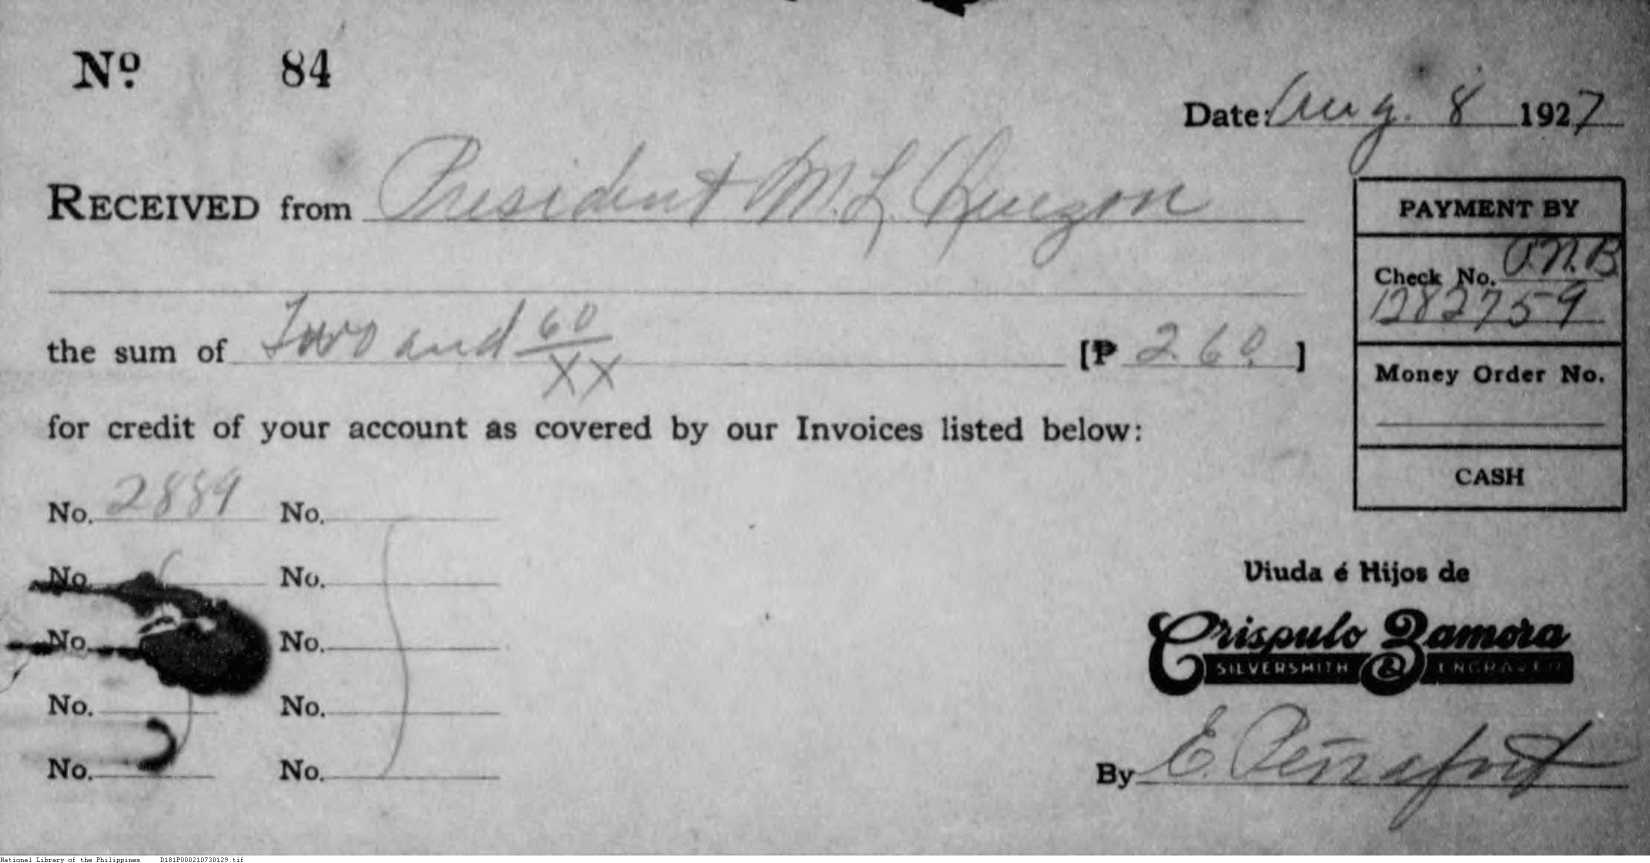 Nº 84
Date: Aug. 8 1927
RECEIVED from President M. L. Quezon
PAYMENT BY
Check No. P.N.B.
1282759
the sum of Two and 60/XX [₱ 2.60 ]
Money Order No.
for credit of your account as covered by our Invoices listed below:
CASH
No. 2889 No.
No. No.
No. No.
No. No.
No. No.
Viuda é Hijos de
Crispulo Zamora
SILVERSMITH & ENGRAVER
By E. Peñafort
National Library of the Philippines D181P000210730129.tif